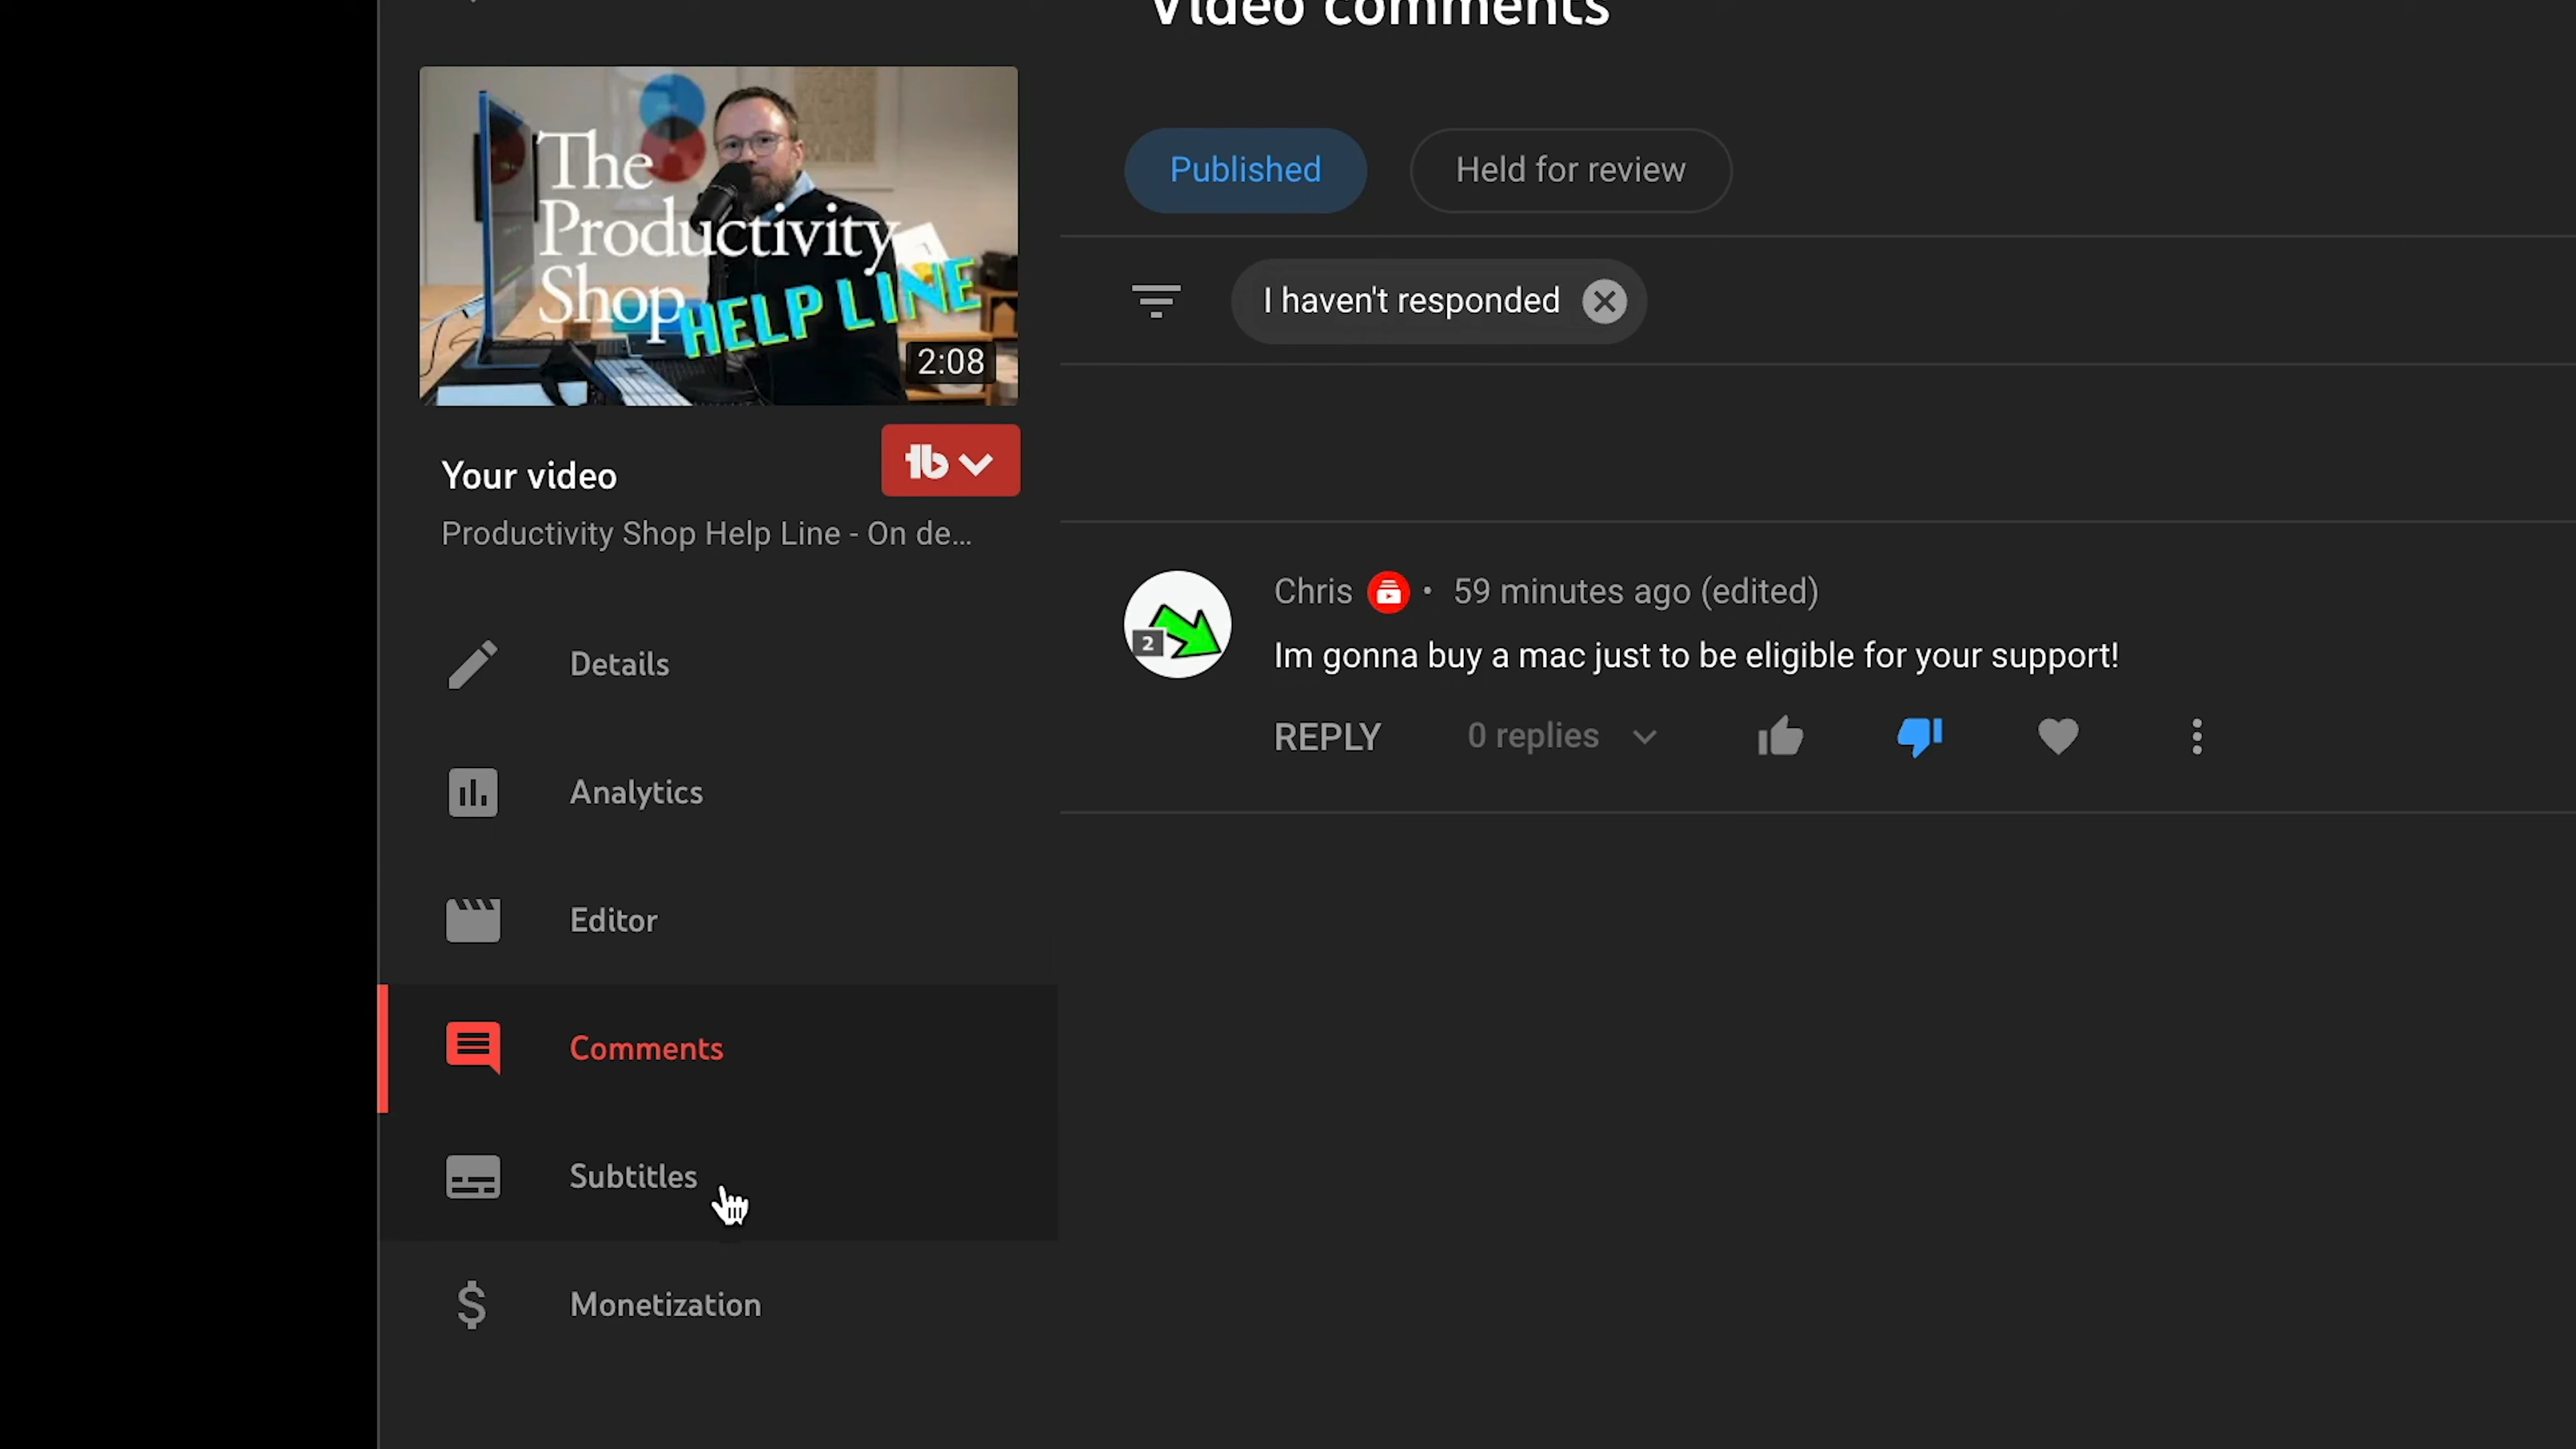 Video comments
The
Productivity
Shop
HELP LINE
2:08
Your video
tb
Productivity Shop Help Line - On de...
Details
Analytics
Editor
Comments
Subtitles
Monetization
Published
Held for review
I haven't responded
Chris • 59 minutes ago (edited)
2
Im gonna buy a mac just to be eligible for your support!
REPLY
0 replies